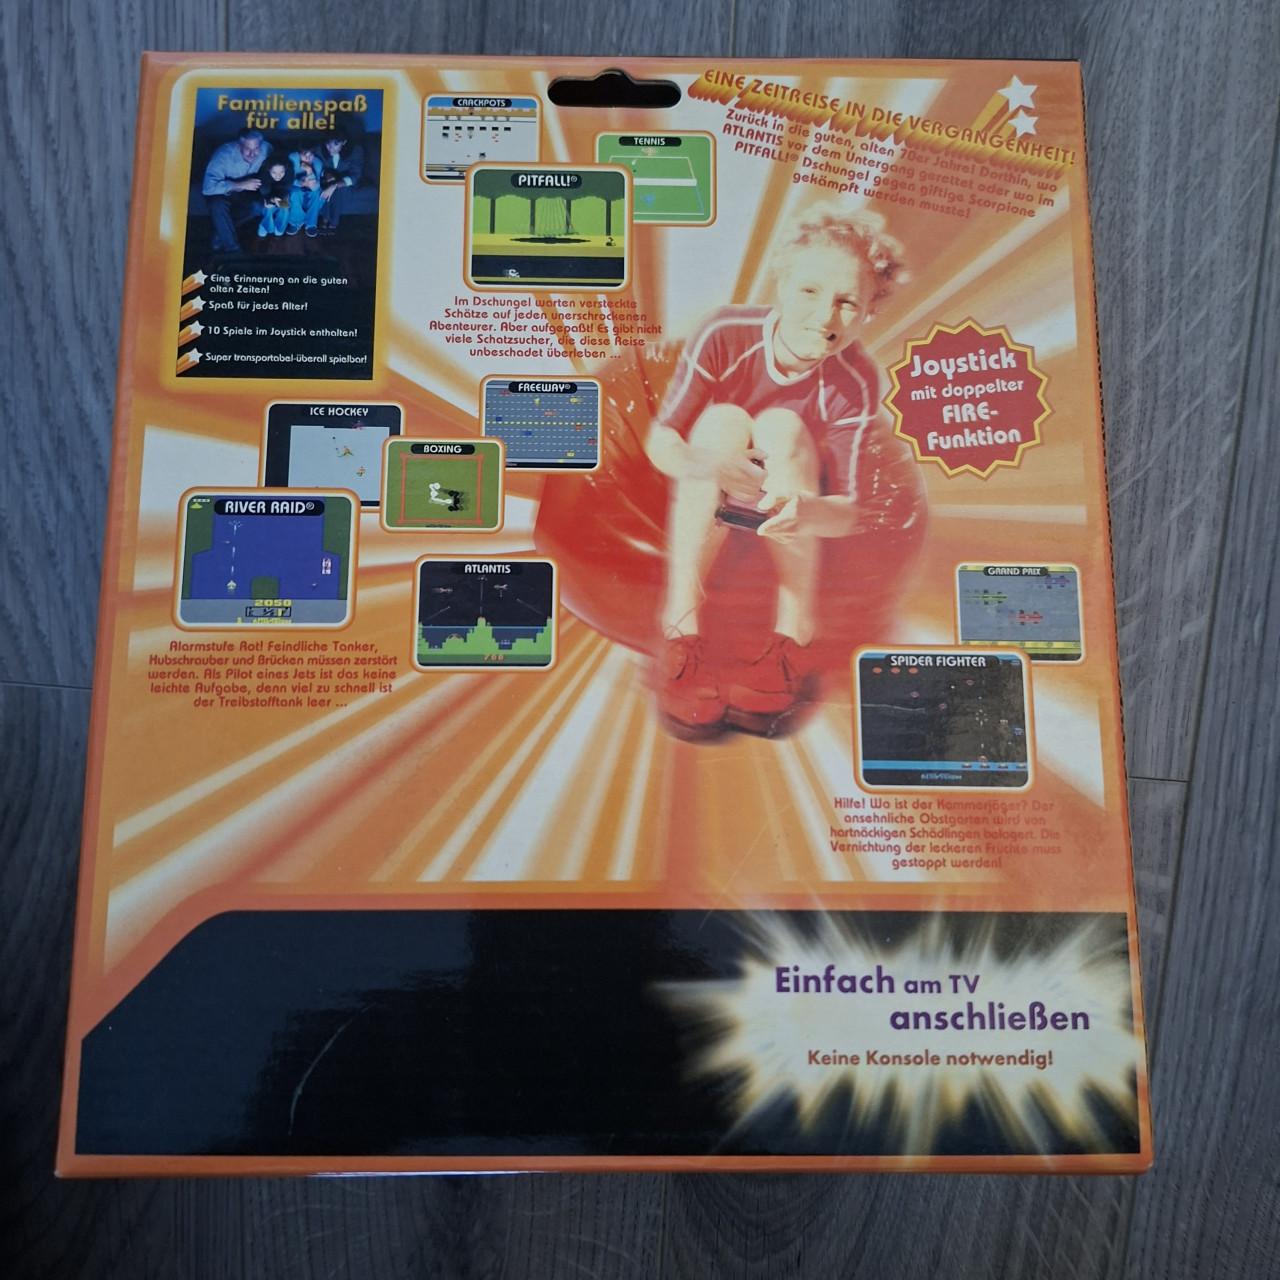 Familienspaß
für alle!
Eine Erinnerung an die guten
alten Zeiten!
Spaß für jedes Alter!
10 Spiele im Joystick enthalten!
Super transportabel-überall spielbar!
CRACKPOTS
TENNIS
PITFALL!®
Im Dschungel warten versteckte
Schätze auf jeden unerschrockenen
Abenteurer. Aber aufgepaßt! Es gibt nicht
viele Schatzsucher, die diese Reise
unbeschadet überleben ...
EINE ZEITREISE IN DIE VERGANGENHEIT!
Zurück in die guten, alten 70er Jahre! Dorthin, wo
ATLANTIS vor dem Untergang gerettet oder wo im
PITFALL!® Dschungel gegen giftige Scorpione
gekämpft werden musste!
Joystick
mit doppelter
FIRE-
Funktion
FREEWAY®
ICE HOCKEY
BOXING
RIVER RAID®
2050
Alarmstufe Rot! Feindliche Tanker,
Hubschrauber und Brücken müssen zerstört
werden. Als Pilot eines Jets ist das keine
leichte Aufgabe, denn viel zu schnell ist
der Treibstofftank leer ...
ATLANTIS
GRAND PRIX
SPIDER FIGHTER
Hilfe! Wo ist der Kammerjäger? Der
ansehnliche Obstgarten wird von
hartnäckigen Schädlingen belagert. Die
Vernichtung der leckeren Früchte muss
gestoppt werden!
Einfach am TV
anschließen
Keine Konsole notwendig!